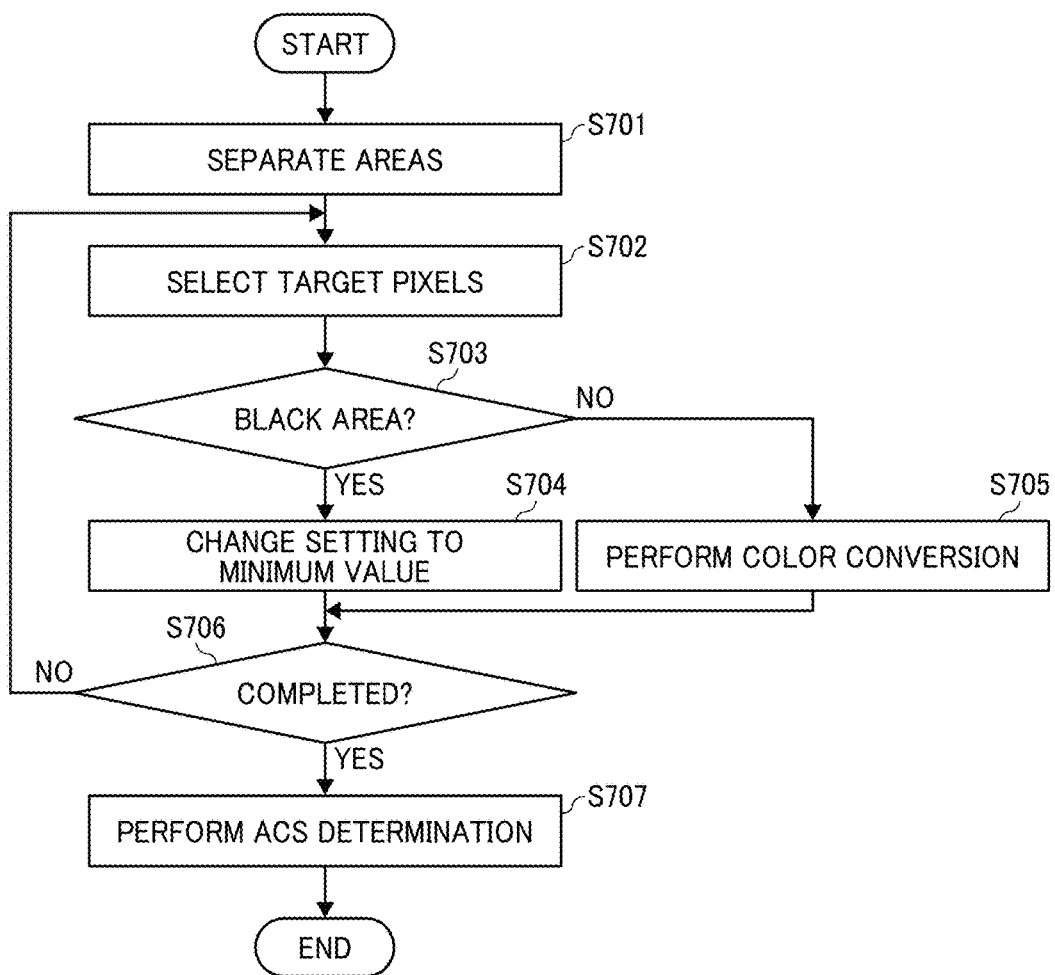 START
S701
SEPARATE AREAS
S702
SELECT TARGET PIXELS
S703
BLACK AREA?
NO
YES
S704
S705
CHANGE SETTING TO
MINIMUM VALUE
PERFORM COLOR CONVERSION
S706
NO
COMPLETED?
YES
S707
PERFORM ACS DETERMINATION
END